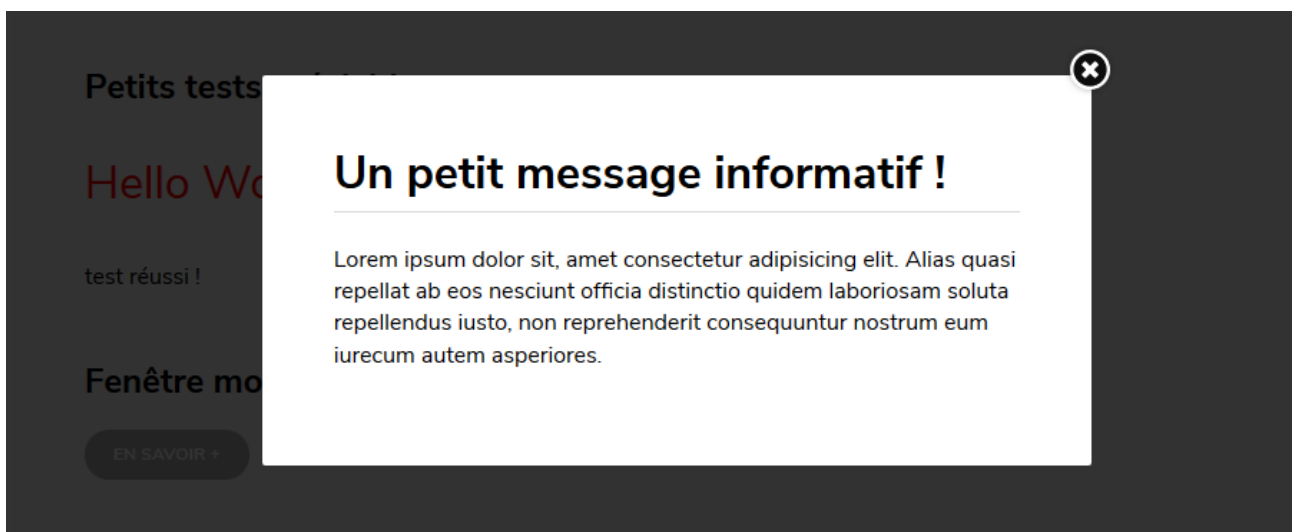 Petits tests
Hello Wo
Un petit message informatif !
Lorem ipsum dolor sit, amet consectetur adipisicing elit. Alias quasi
repellat ab eos nesciunt officia distinctio quidem laboriosam soluta
repellendus iusto, non reprehenderit consequuntur nostrum eum
iurecum autem asperiores.
test réussi !
Fenêtre mo
EN SAVOIR +